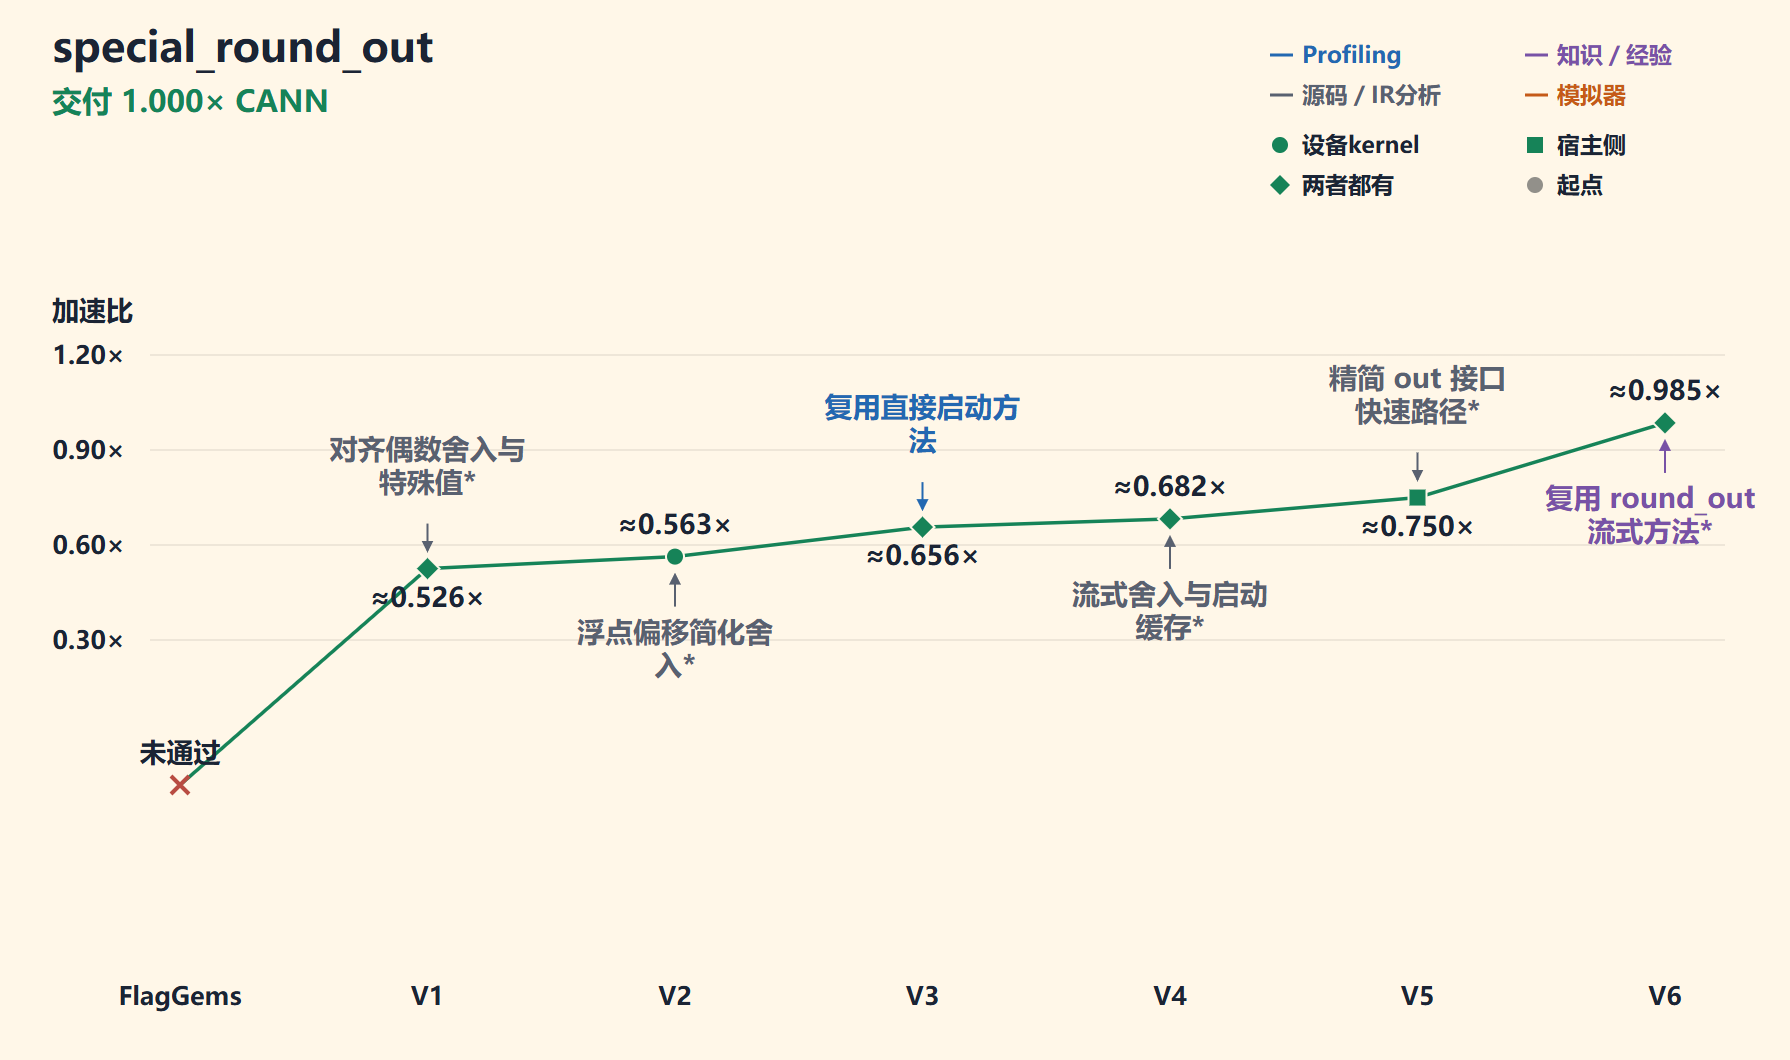 special_round_out
交付 1.000× CANN
Profiling
知识 / 经验
源码 / IR分析
模拟器
设备kernel
宿主侧
两者都有
起点
加速比
1.20×
0.90×
0.60×
0.30×
未通过
对齐偶数舍入与
特殊值*
≈0.526×
≈0.563×
浮点偏移简化舍
入*
复用直接启动方
法
≈0.656×
≈0.682×
流式舍入与启动
缓存*
精简 out 接口
快速路径*
≈0.750×
≈0.985×
复用 round_out
流式方法*
FlagGems
V1
V2
V3
V4
V5
V6